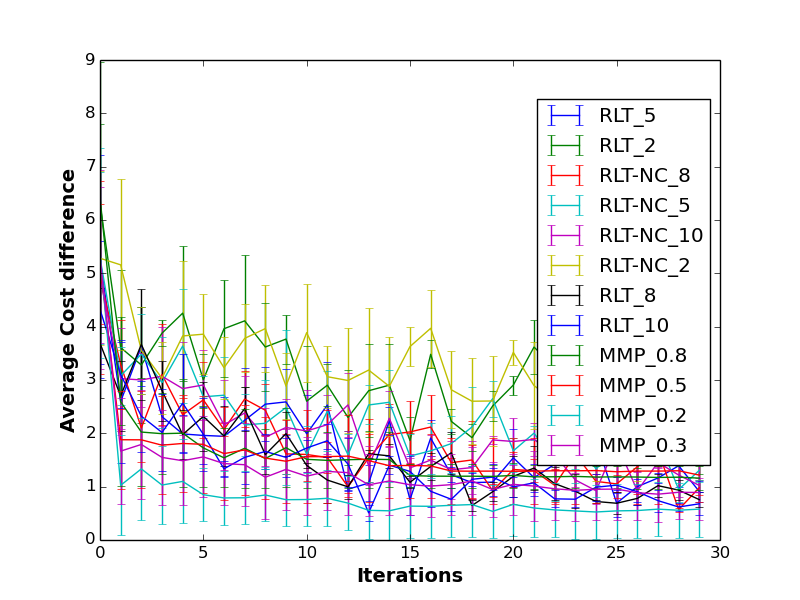 9
8
7
6
5
4
3
2
1
0
Average Cost difference
0 5 10 15 20 25 30
Iterations
RLT_5
RLT_2
RLT-NC_8
RLT-NC_5
RLT-NC_10
RLT-NC_2
RLT_8
RLT_10
MMP_0.8
MMP_0.5
MMP_0.2
MMP_0.3